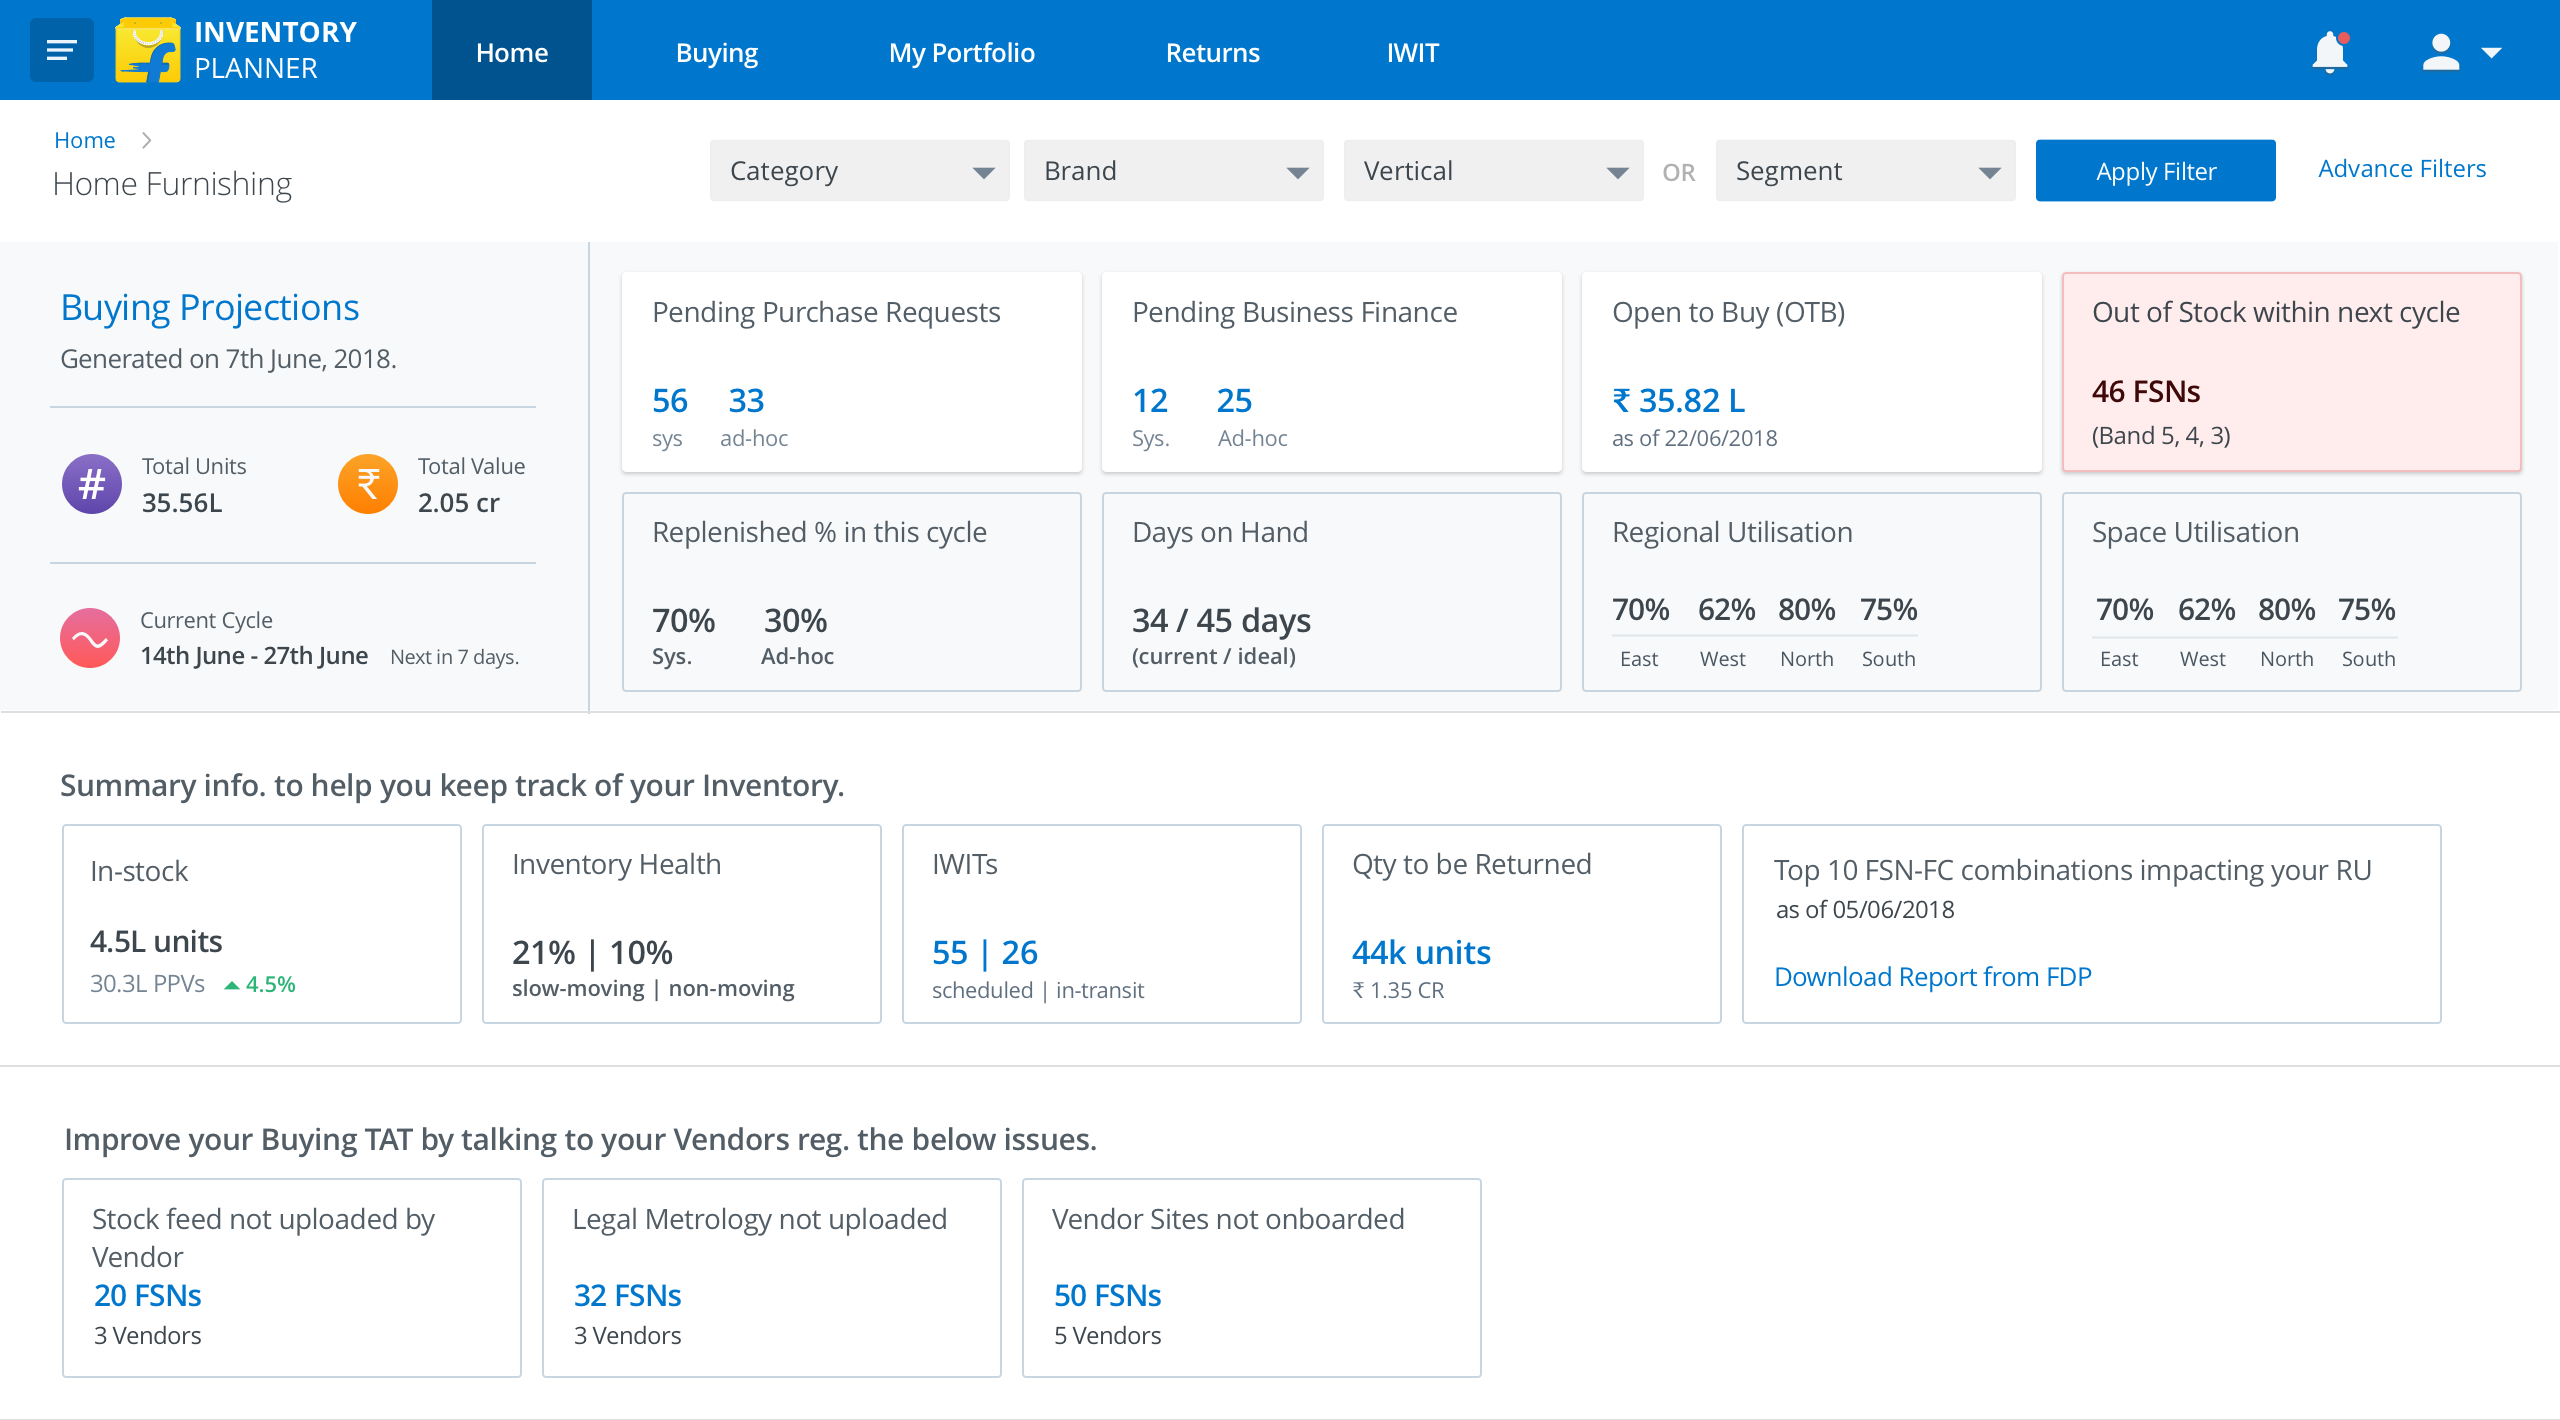 INVENTORY
PLANNER
Home
Buying
My Portfolio
Returns
IWIT
Home
Home Furnishing
Category
Brand
Vertical
OR
Segment
Apply Filter
Advance Filters
Buying Projections
Generated on 7th June, 2018.
# Total Units
35.56L
₹ Total Value
2.05 cr
Current Cycle
14th June - 27th June Next in 7 days.
Pending Purchase Requests
56 33
sys ad-hoc
Pending Business Finance
12 25
Sys. Ad-hoc
Open to Buy (OTB)
₹ 35.82 L
as of 22/06/2018
Out of Stock within next cycle
46 FSNs
(Band 5, 4, 3)
Replenished % in this cycle
70% 30%
Sys. Ad-hoc
Days on Hand
34 / 45 days
(current / ideal)
Regional Utilisation
70% 62% 80% 75%
East West North South
Space Utilisation
70% 62% 80% 75%
East West North South
Summary info. to help you keep track of your Inventory.
In-stock
4.5L units
30.3L PPVs 4.5%
Inventory Health
21% | 10%
slow-moving | non-moving
IWITs
55 | 26
scheduled | in-transit
Qty to be Returned
44k units
₹ 1.35 CR
Top 10 FSN-FC combinations impacting your RU
as of 05/06/2018
Download Report from FDP
Improve your Buying TAT by talking to your Vendors reg. the below issues.
Stock feed not uploaded by
Vendor
20 FSNs
3 Vendors
Legal Metrology not uploaded
32 FSNs
3 Vendors
Vendor Sites not onboarded
50 FSNs
5 Vendors